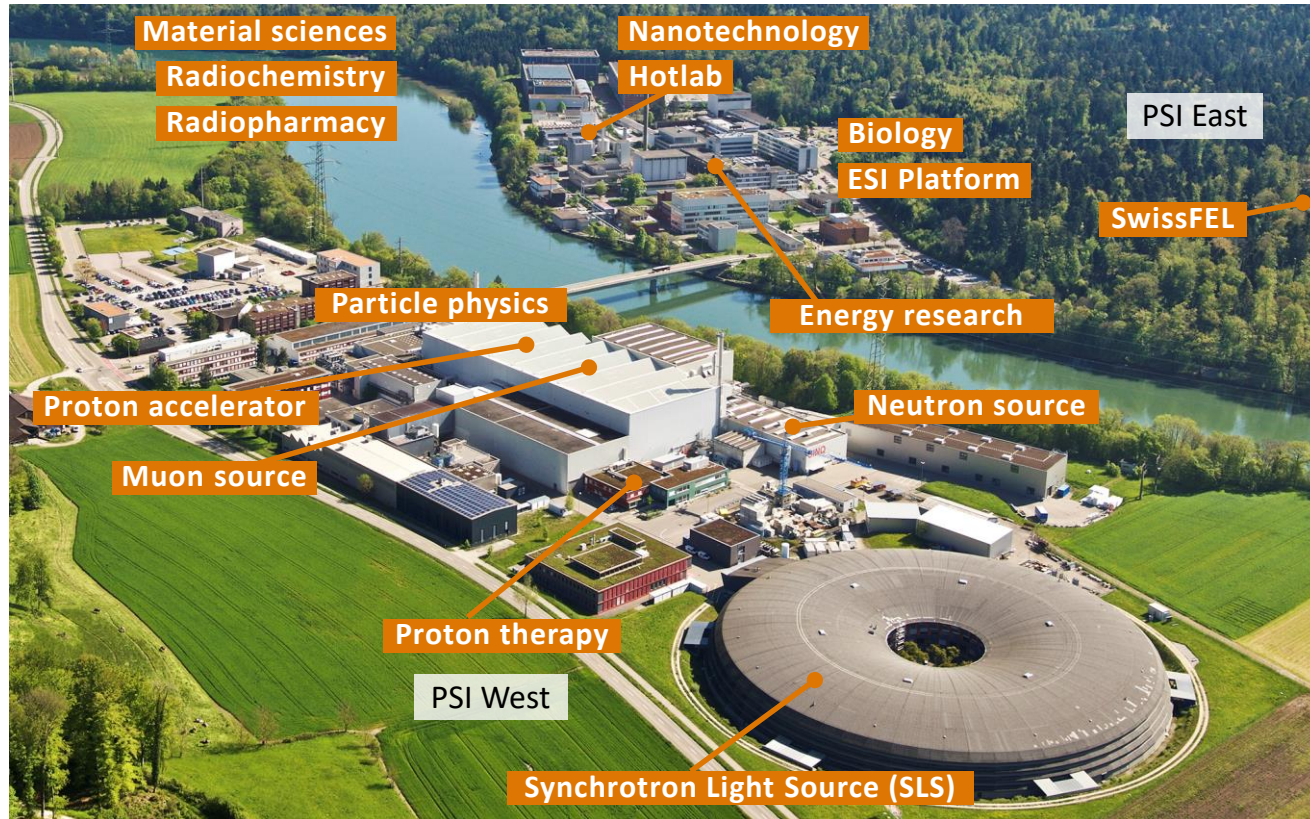 Material sciences
Nanotechnology
Radiochemistry
Hotlab
Radiopharmacy
PSI East
Biology
ESI Platform
SwissFEL
Particle physics
Energy research
Proton accelerator
Neutron source
Muon source
Proton therapy
PSI West
Synchrotron Light Source (SLS)